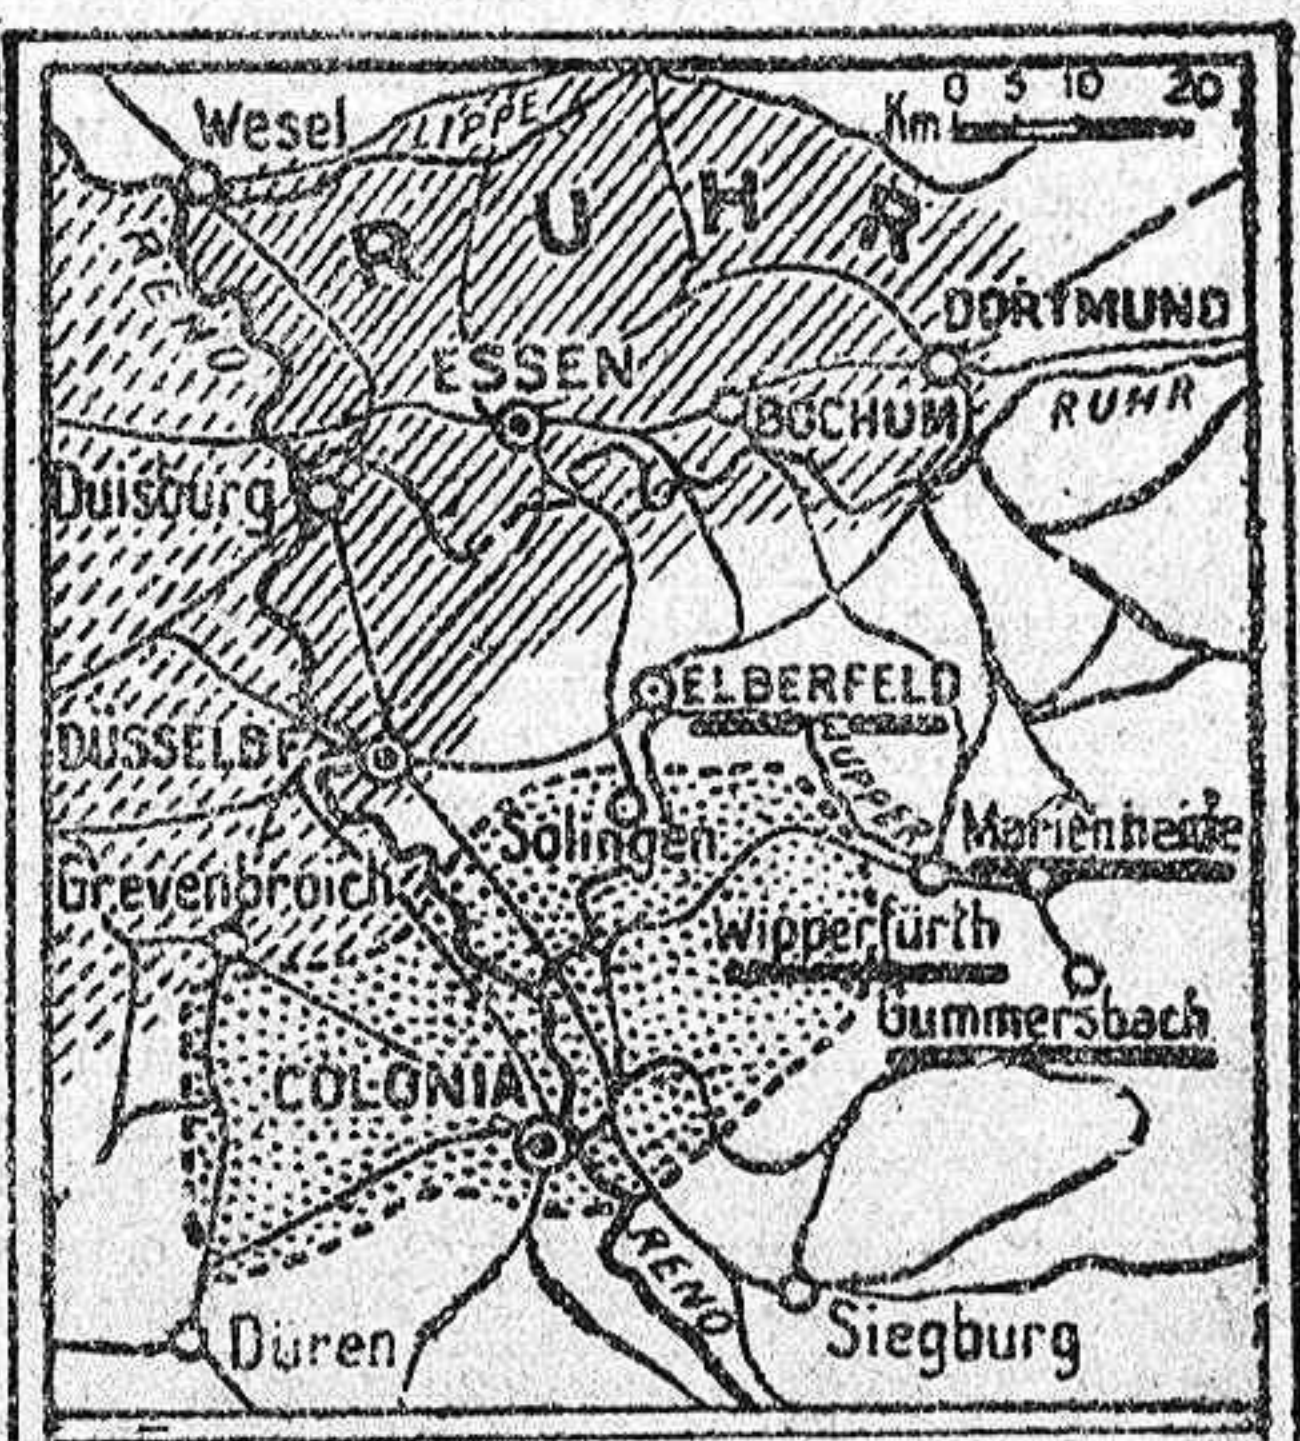 0 5 10 20
Km
Wesel
LIPPE
RUHR
RENO
DORTMUND
ESSEN
RUHR
BOCHUM
Duisburg
ELBERFELD
DÜSSELDF
WUPPER
Solingen
Marienheide
Grevenbroich
Wipperfürth
Gummersbach
COLONIA
RENO
Düren
Siegburg